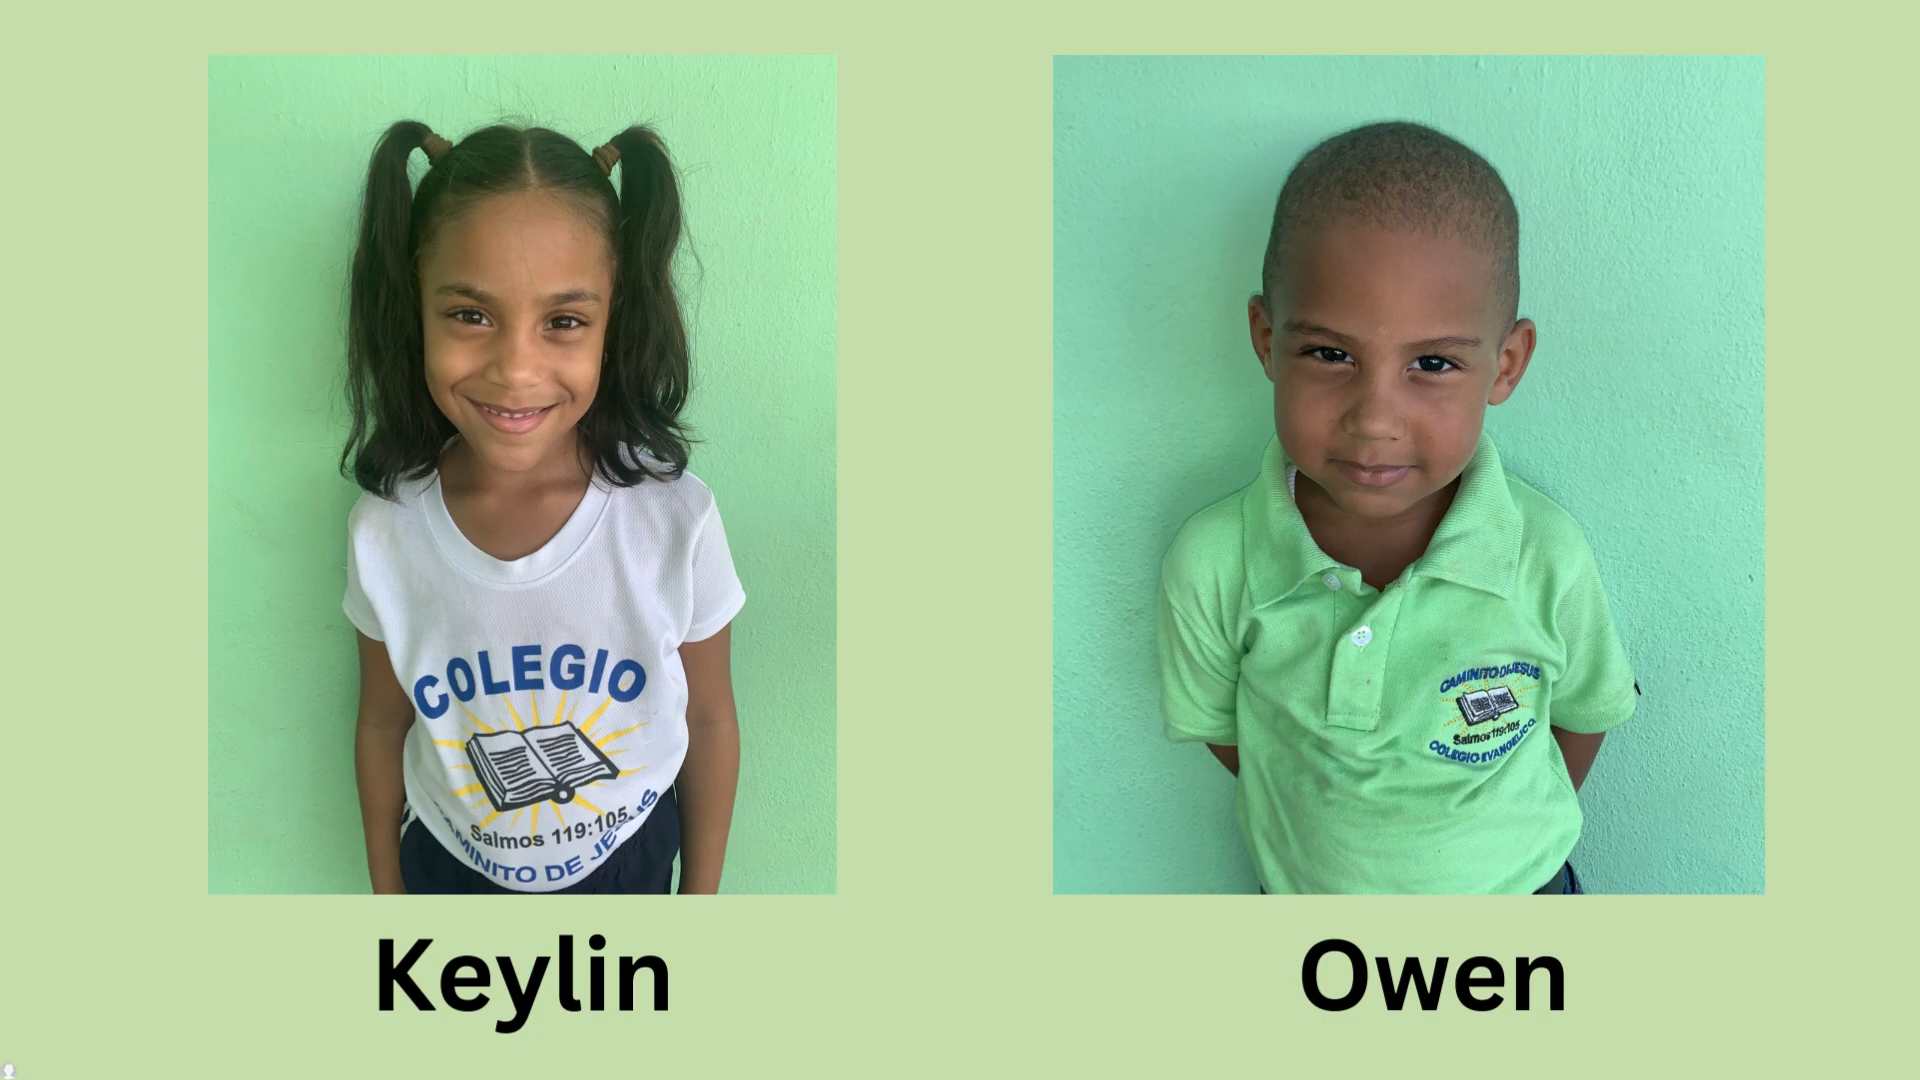 COLEGIO
Salmos 119:105
CAMINITO DE JESUS
CAMINITO DE JESUS
Salmos 119:105
COLEGIO EVANGELICO
Keylin
Owen